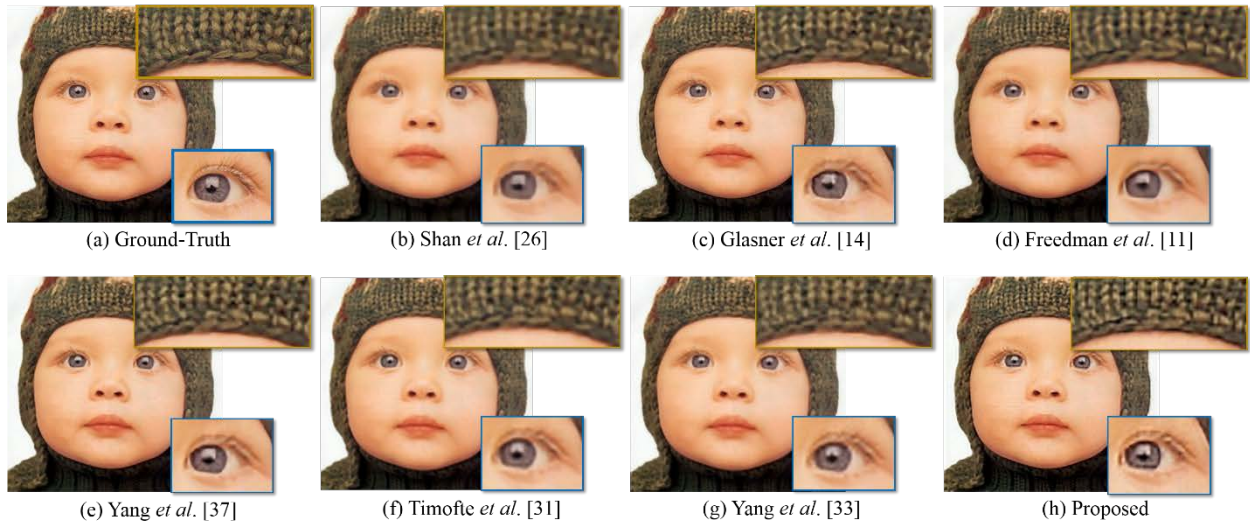 (a) Ground-Truth
(b) Shan et al. [26]
(c) Glasner et al. [14]
(d) Freedman et al. [11]
(e) Yang et al. [37]
(f) Timofte et al. [31]
(g) Yang et al. [33]
(h) Proposed